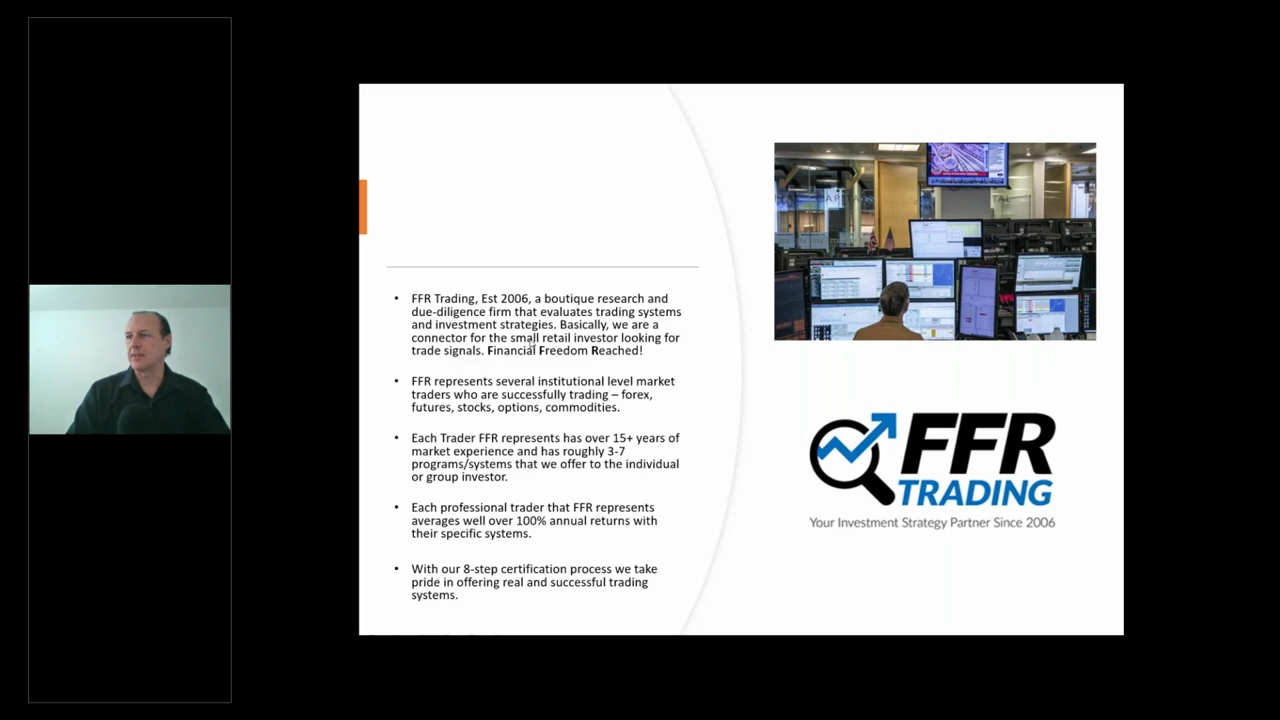 FFR Trading, Est 2006, a boutique research and
due-diligence firm that evaluates trading systems
and investment strategies. Basically, we are a
connector for the small retail investor looking for
trade signals. Financial Freedom Reached!
FFR represents several institutional level market
traders who are successfully trading – forex,
futures, stocks, options, commodities.
Each Trader FFR represents has over 15+ years of
market experience and has roughly 3-7
programs/systems that we offer to the individual
or group investor.
Each professional trader that FFR represents
averages well over 100% annual returns with
their specific systems.
With our 8-step certification process we take
pride in offering real and successful trading
systems.
FFR
TRADING
Your Investment Strategy Partner Since 2006